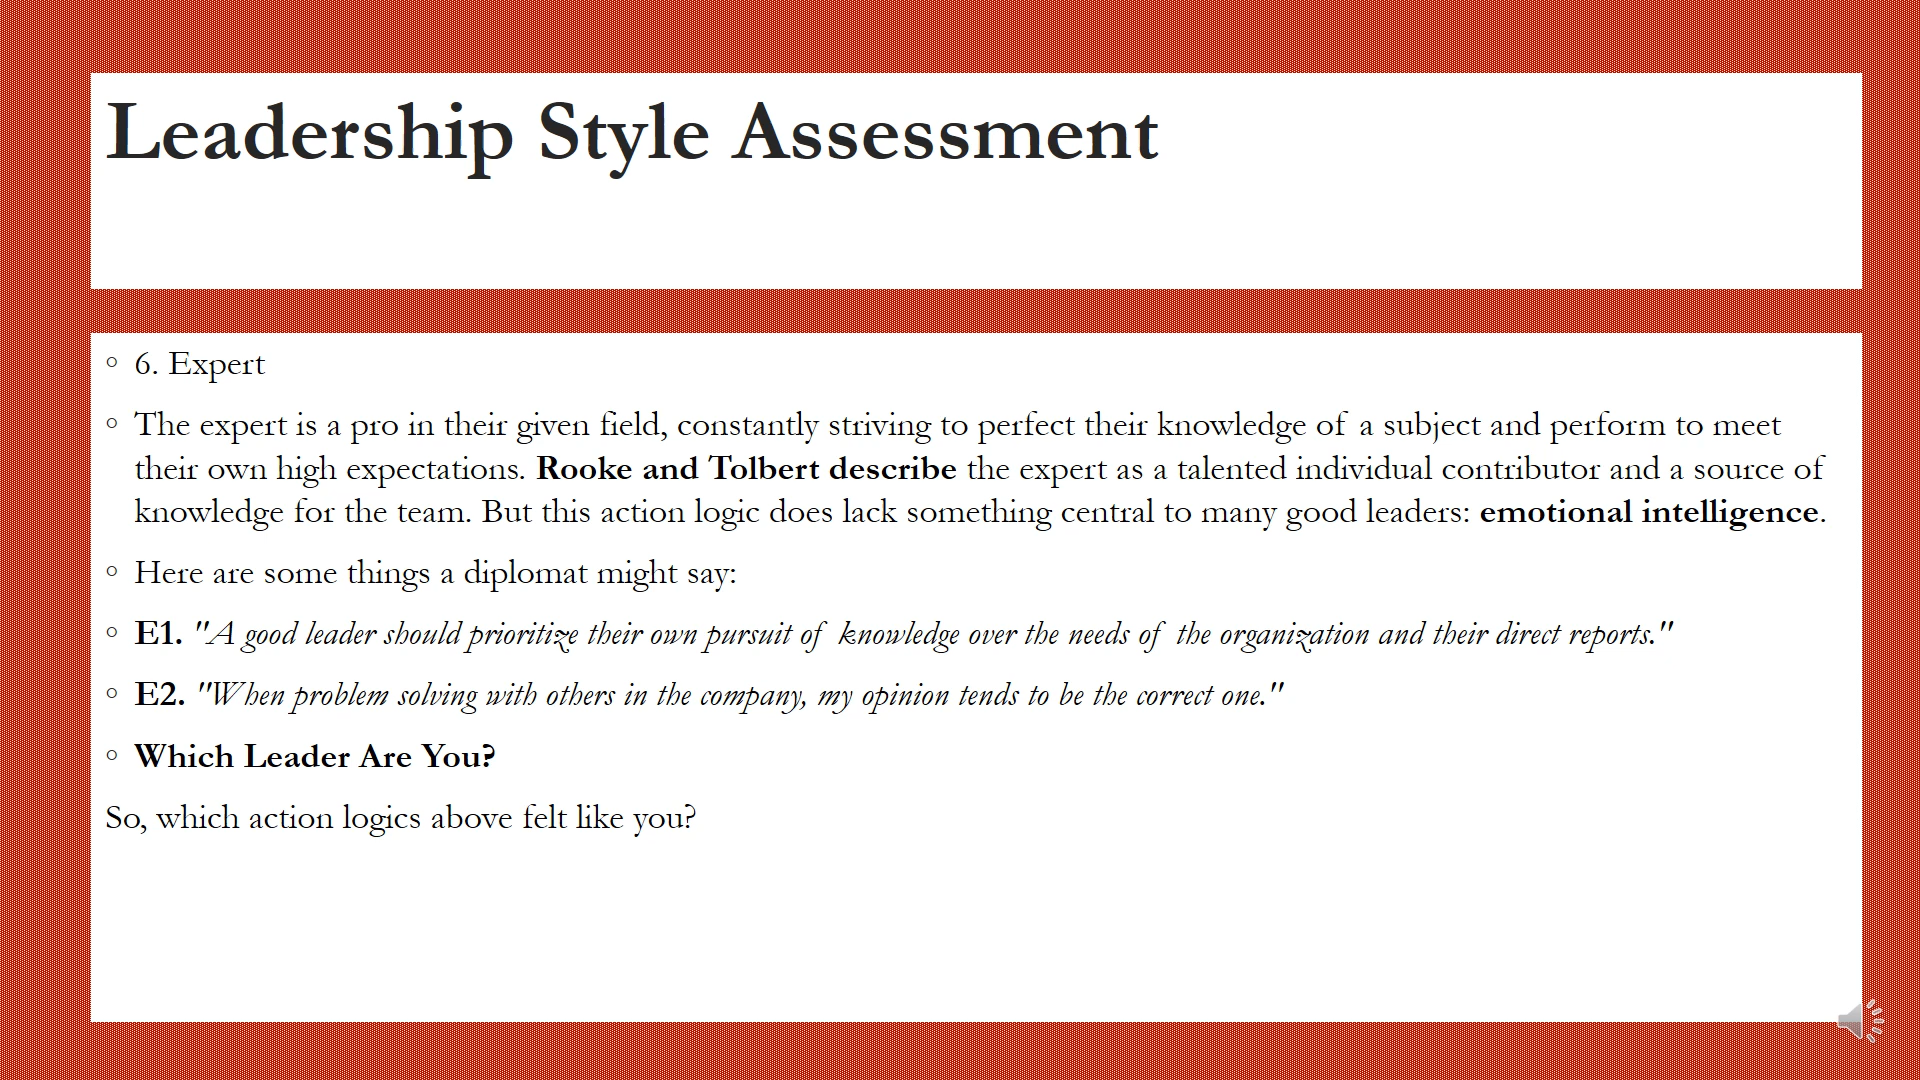 Leadership Style Assessment
6. Expert
The expert is a pro in their given field, constantly striving to perfect their knowledge of a subject and perform to meet
their own high expectations. Rooke and Tolbert describe the expert as a talented individual contributor and a source of
knowledge for the team. But this action logic does lack something central to many good leaders: emotional intelligence.
Here are some things a diplomat might say:
E1. "A good leader should prioritize their own pursuit of knowledge over the needs of the organization and their direct reports."
E2. "When problem solving with others in the company, my opinion tends to be the correct one."
Which Leader Are You?
So, which action logics above felt like you?